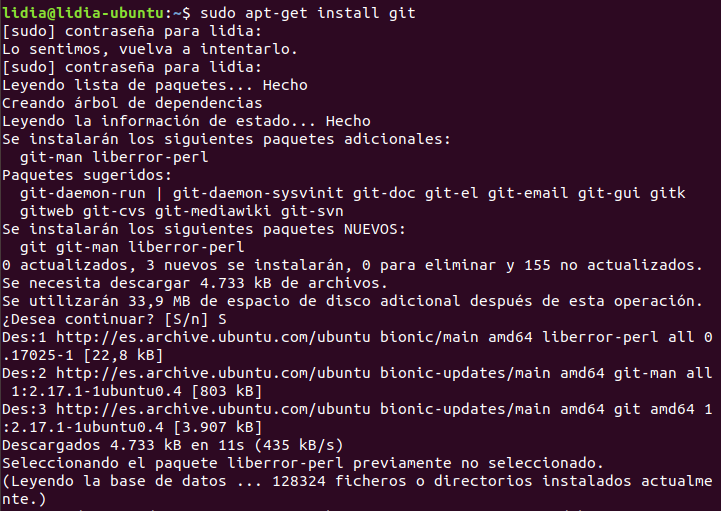 lidia@lidia-ubuntu:~$ sudo apt-get install git
[sudo] contraseña para lidia:
Lo sentimos, vuelva a intentarlo.
[sudo] contraseña para lidia:
Leyendo lista de paquetes... Hecho
Creando árbol de dependencias
Leyendo la información de estado... Hecho
Se instalarán los siguientes paquetes adicionales:
  git-man liberror-perl
Paquetes sugeridos:
  git-daemon-run | git-daemon-sysvinit git-doc git-el git-email git-gui gitk
  gitweb git-cvs git-mediawiki git-svn
Se instalarán los siguientes paquetes NUEVOS:
  git git-man liberror-perl
0 actualizados, 3 nuevos se instalarán, 0 para eliminar y 155 no actualizados.
Se necesita descargar 4.733 kB de archivos.
Se utilizarán 33,9 MB de espacio de disco adicional después de esta operación.
¿Desea continuar? [S/n] S
Des:1 http://es.archive.ubuntu.com/ubuntu bionic/main amd64 liberror-perl all 0
.17025-1 [22,8 kB]
Des:2 http://es.archive.ubuntu.com/ubuntu bionic-updates/main amd64 git-man all
 1:2.17.1-1ubuntu0.4 [803 kB]
Des:3 http://es.archive.ubuntu.com/ubuntu bionic-updates/main amd64 git amd64 1
:2.17.1-1ubuntu0.4 [3.907 kB]
Descargados 4.733 kB en 11s (435 kB/s)
Seleccionando el paquete liberror-perl previamente no seleccionado.
(Leyendo la base de datos ... 128324 ficheros o directorios instalados actualme
nte.)